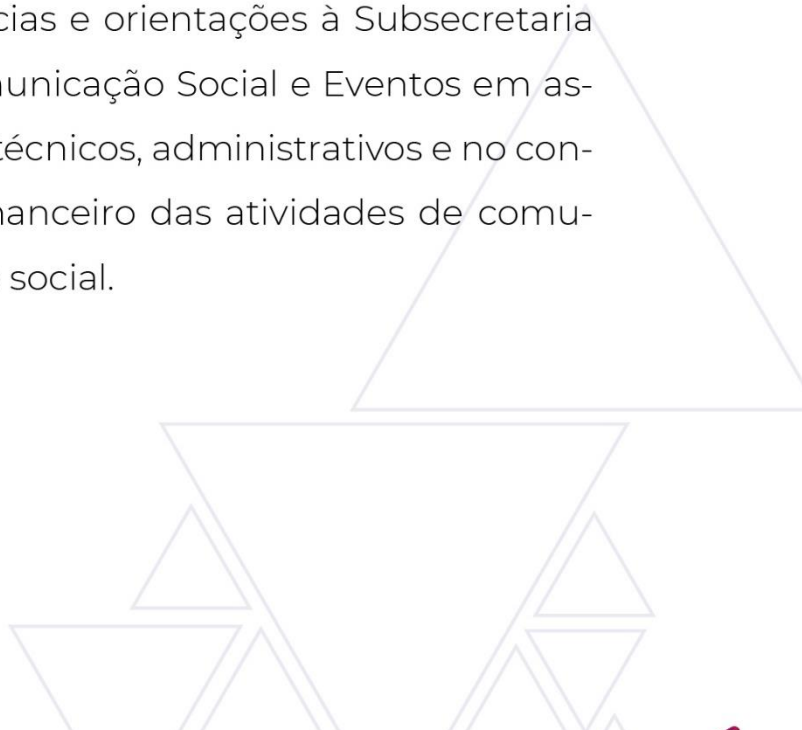 cias e orientações à Subsecretaria
unicação Social e Eventos em as-
técnicos, administrativos e no con-
nanceiro das atividades de comu-
social.